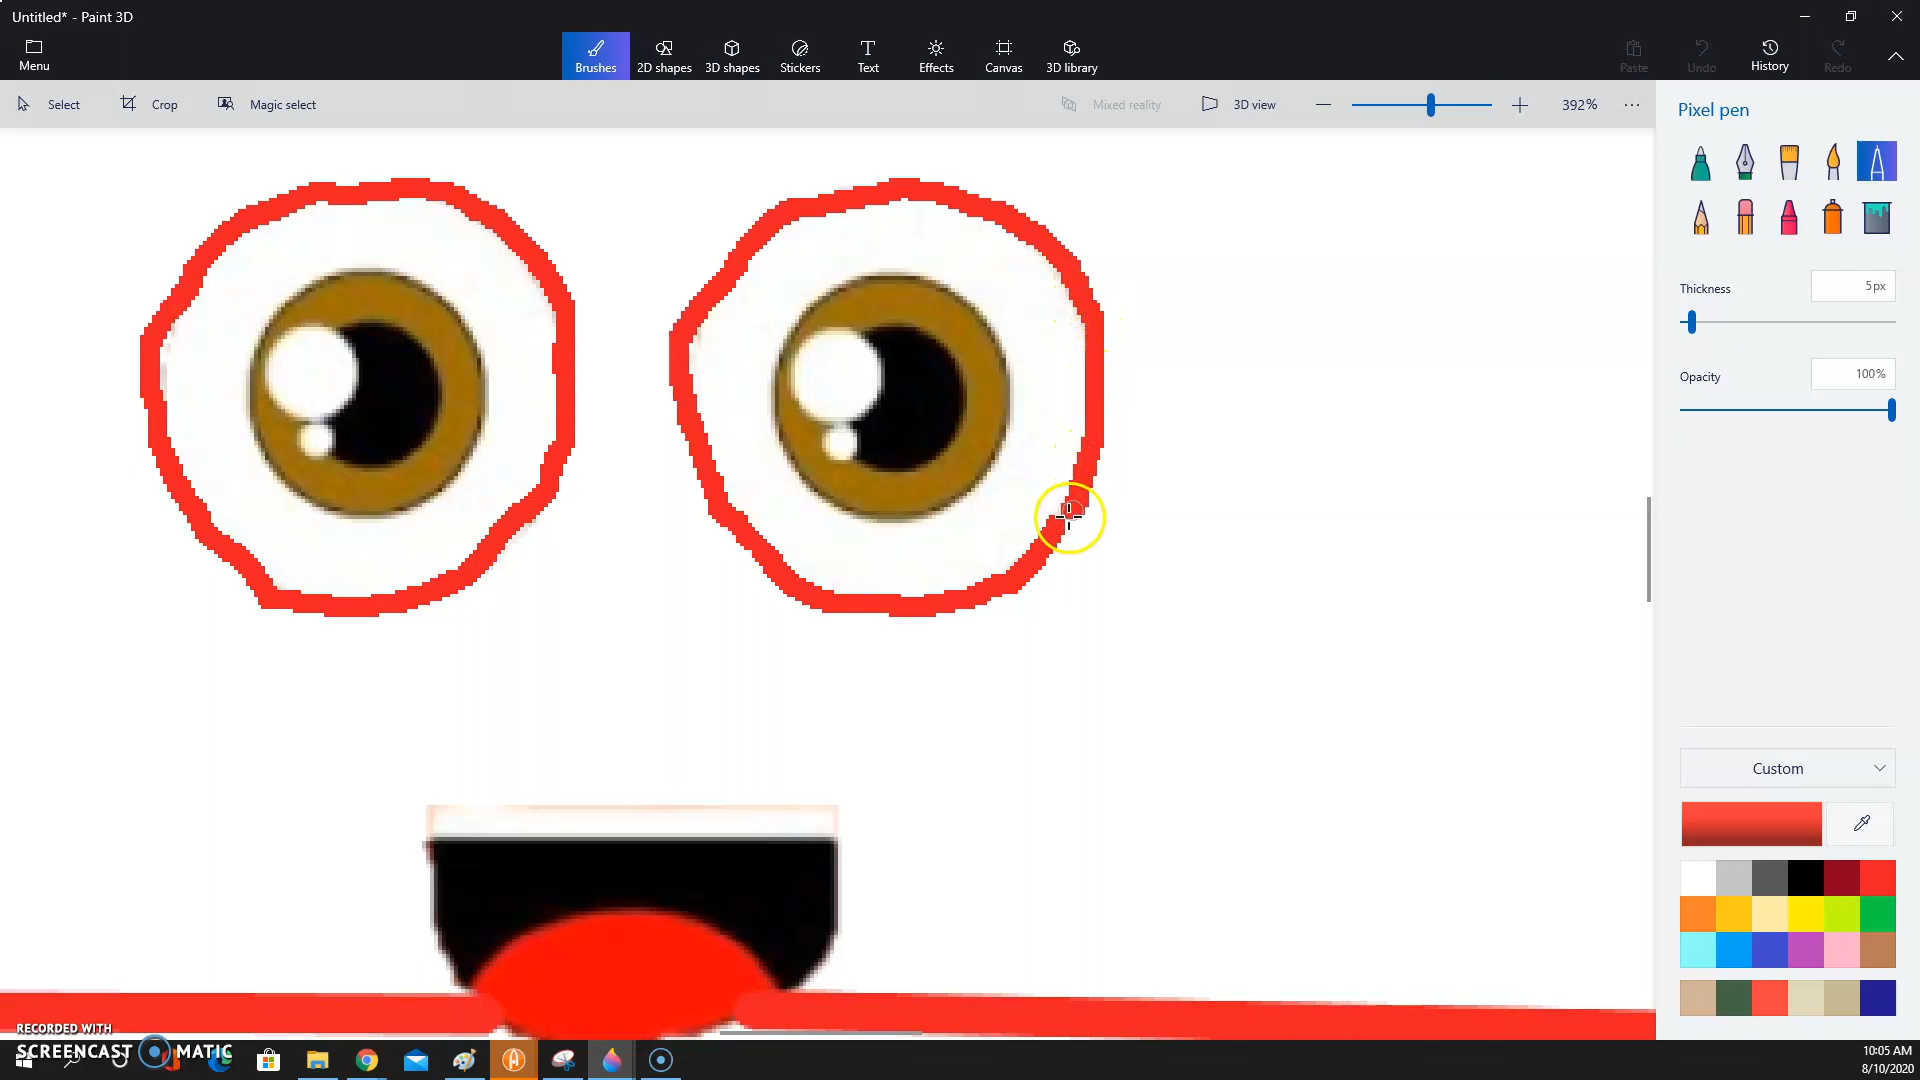 Untitled* - Paint 3D
Menu
Brushes
2D shapes
3D shapes
Stickers
Text
Effects
Canvas
3D library
Paste
Undo
History
Redo
Select
Crop
Magic select
Mixed reality
3D view
392%
Pixel pen
Thickness
5px
Opacity
100%
Custom
RECORDED WITH
SCREENCAST MATIC
10:05 AM
8/10/2020